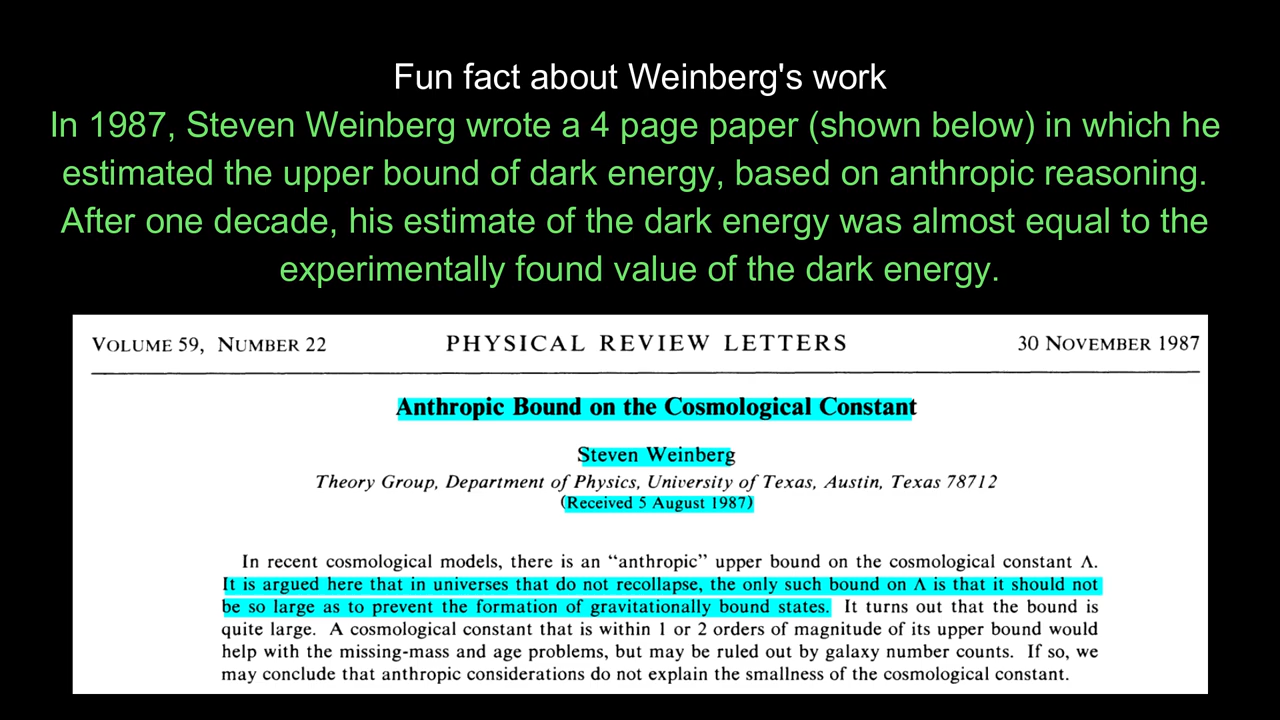 Fun fact about Weinberg's work
In 1987, Steven Weinberg wrote a 4 page paper (shown below) in which he
estimated the upper bound of dark energy, based on anthropic reasoning.
After one decade, his estimate of the dark energy was almost equal to the
experimentally found value of the dark energy.
VOLUME 59, NUMBER 22 PHYSICAL REVIEW LETTERS 30 NOVEMBER 1987
Anthropic Bound on the Cosmological Constant
Steven Weinberg
Theory Group, Department of Physics, University of Texas, Austin, Texas 78712
(Received 5 August 1987)
In recent cosmological models, there is an “anthropic” upper bound on the cosmological constant Λ.
It is argued here that in universes that do not recollapse, the only such bound on Λ is that it should not
be so large as to prevent the formation of gravitationally bound states. It turns out that the bound is
quite large. A cosmological constant that is within 1 or 2 orders of magnitude of its upper bound would
help with the missing-mass and age problems, but may be ruled out by galaxy number counts. If so, we
may conclude that anthropic considerations do not explain the smallness of the cosmological constant.